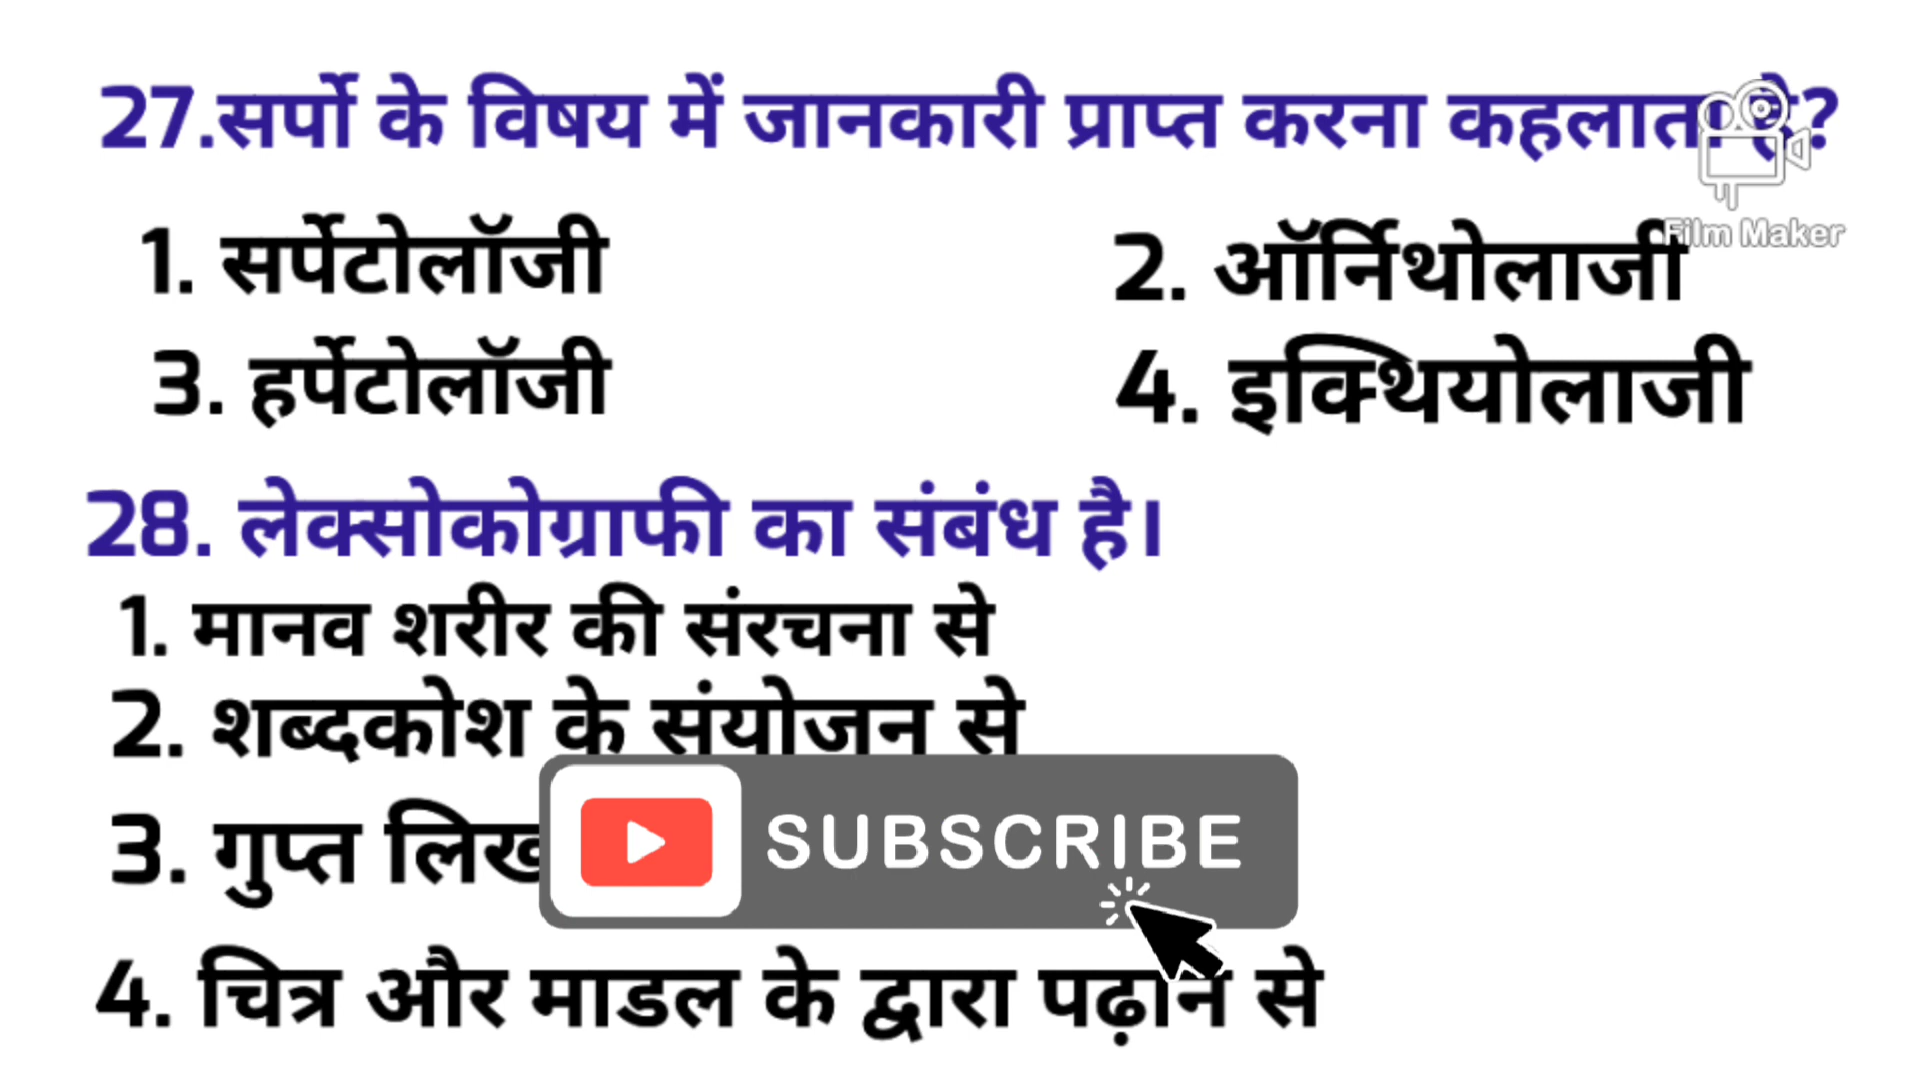 27.सर्पो के विषय में जानकारी प्राप्त करना कहलाता है?
Film Maker
1. सर्पेटोलॉजी 2. ऑर्निथोलाजी
3. हर्पेटोलॉजी 4. इक्थियोलाजी
28. लेक्सोकोग्राफी का संबंध है।
1. मानव शरीर की संरचना से
2. शब्दकोश के संयोजन से
3. गुप्त
SUBSCRIBE
4. चित्र और माडल के द्वारा पढ़ाने से